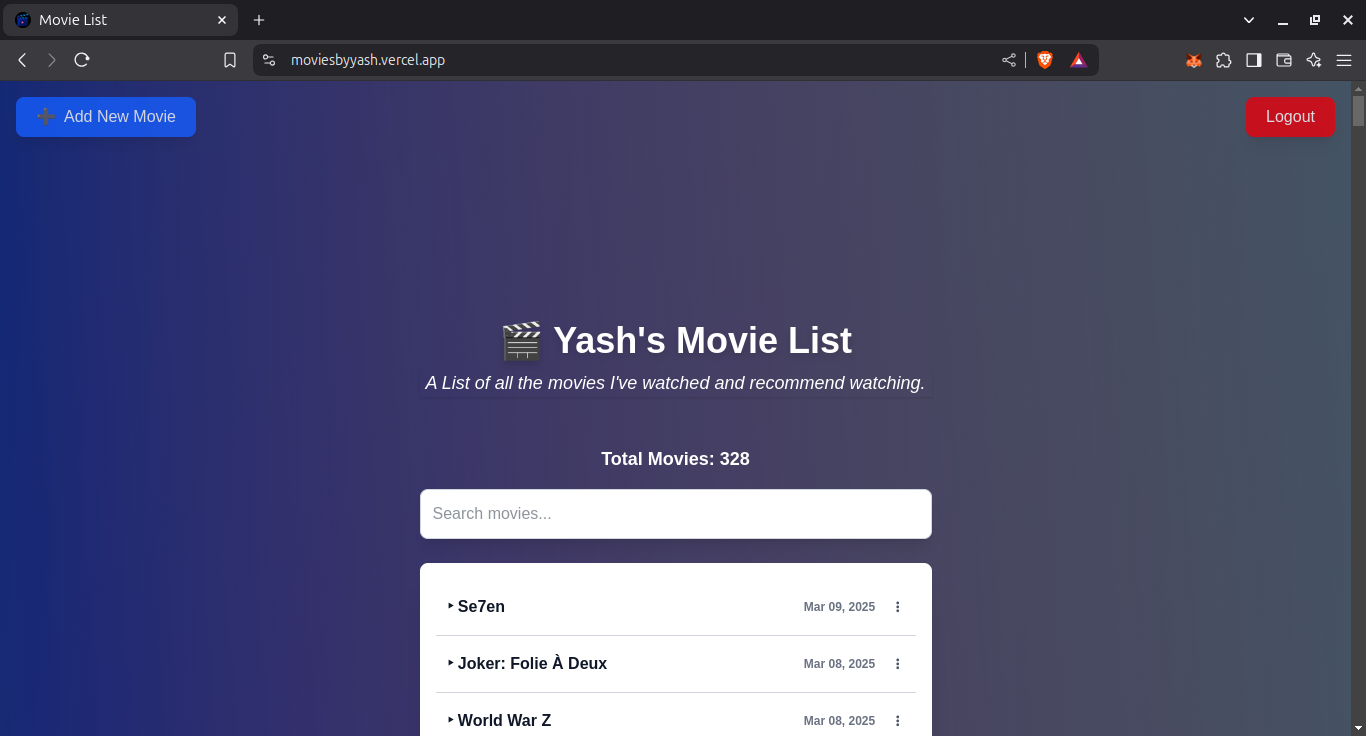 Movie List
moviesbyyash.vercel.app
➕ Add New Movie
Logout
🎬 Yash's Movie List
A List of all the movies I've watched and recommend watching.
Total Movies: 328
Search movies...
Se7en Mar 09, 2025
Joker: Folie À Deux Mar 08, 2025
World War Z Mar 08, 2025